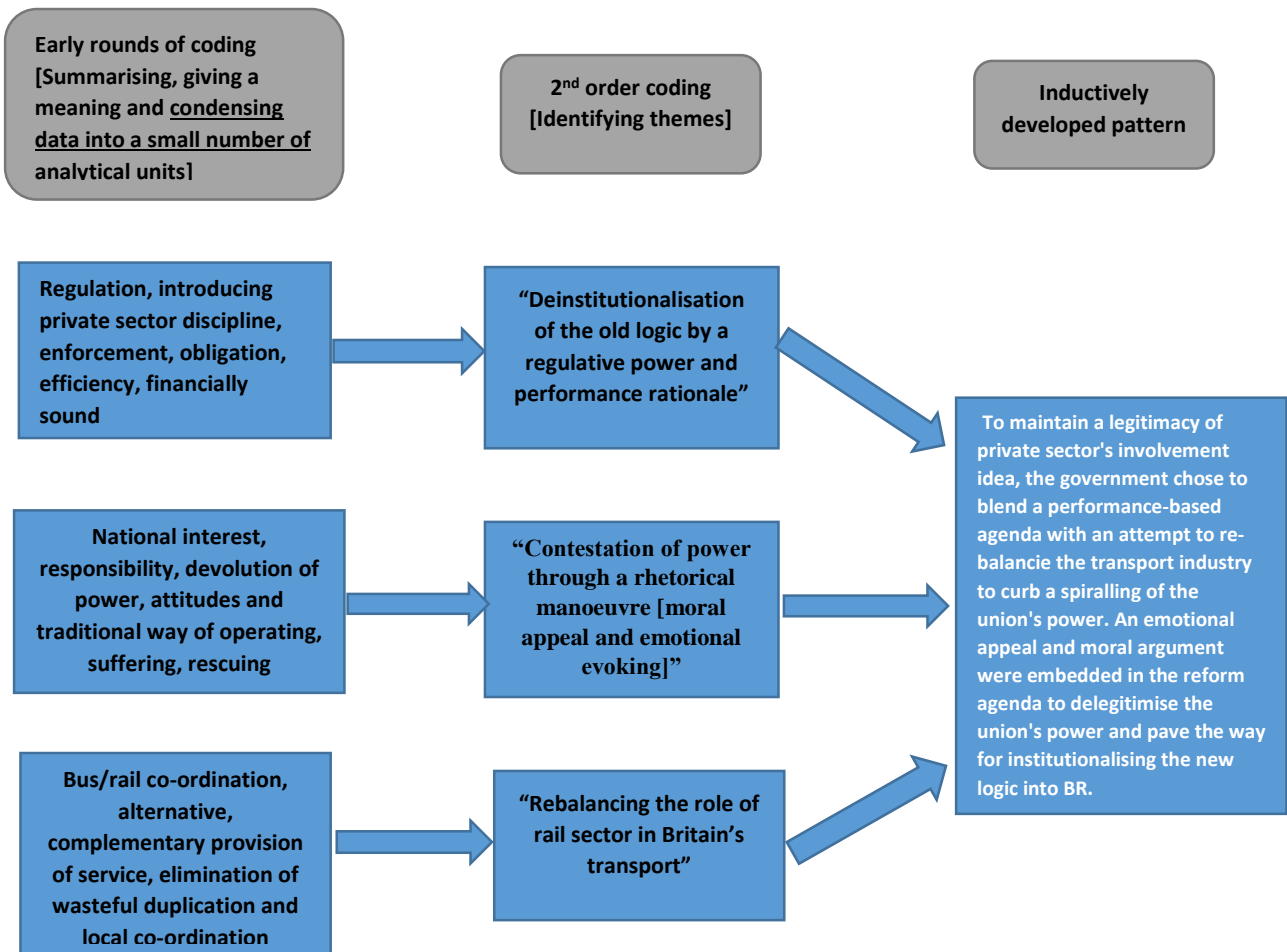 Early rounds of coding
[Summarising, giving a
meaning and condensing
data into a small number of
analytical units]
2nd order coding
[Identifying themes]
Inductively
developed pattern
Regulation, introducing
private sector discipline,
enforcement, obligation,
efficiency, financially
sound
“Deinstitutionalisation
of the old logic by a
regulative power and
performance rationale”
National interest,
responsibility, devolution of
power, attitudes and
traditional way of operating,
suffering, rescuing
“Contestation of power
through a rhetorical
manoeuvre [moral
appeal and emotional
evoking]”
Bus/rail co-ordination,
alternative,
complementary provision
of service, elimination of
wasteful duplication and
local co-ordination
“Rebalancing the role of
rail sector in Britain’s
transport”
To maintain a legitimacy of
private sector's involvement
idea, the government chose to
blend a performance-based
agenda with an attempt to re-
balancie the transport industry
to curb a spiralling of the
union's power. An emotional
appeal and moral argument
were embedded in the reform
agenda to delegitimise the
union's power and pave the way
for institutionalising the new
logic into BR.